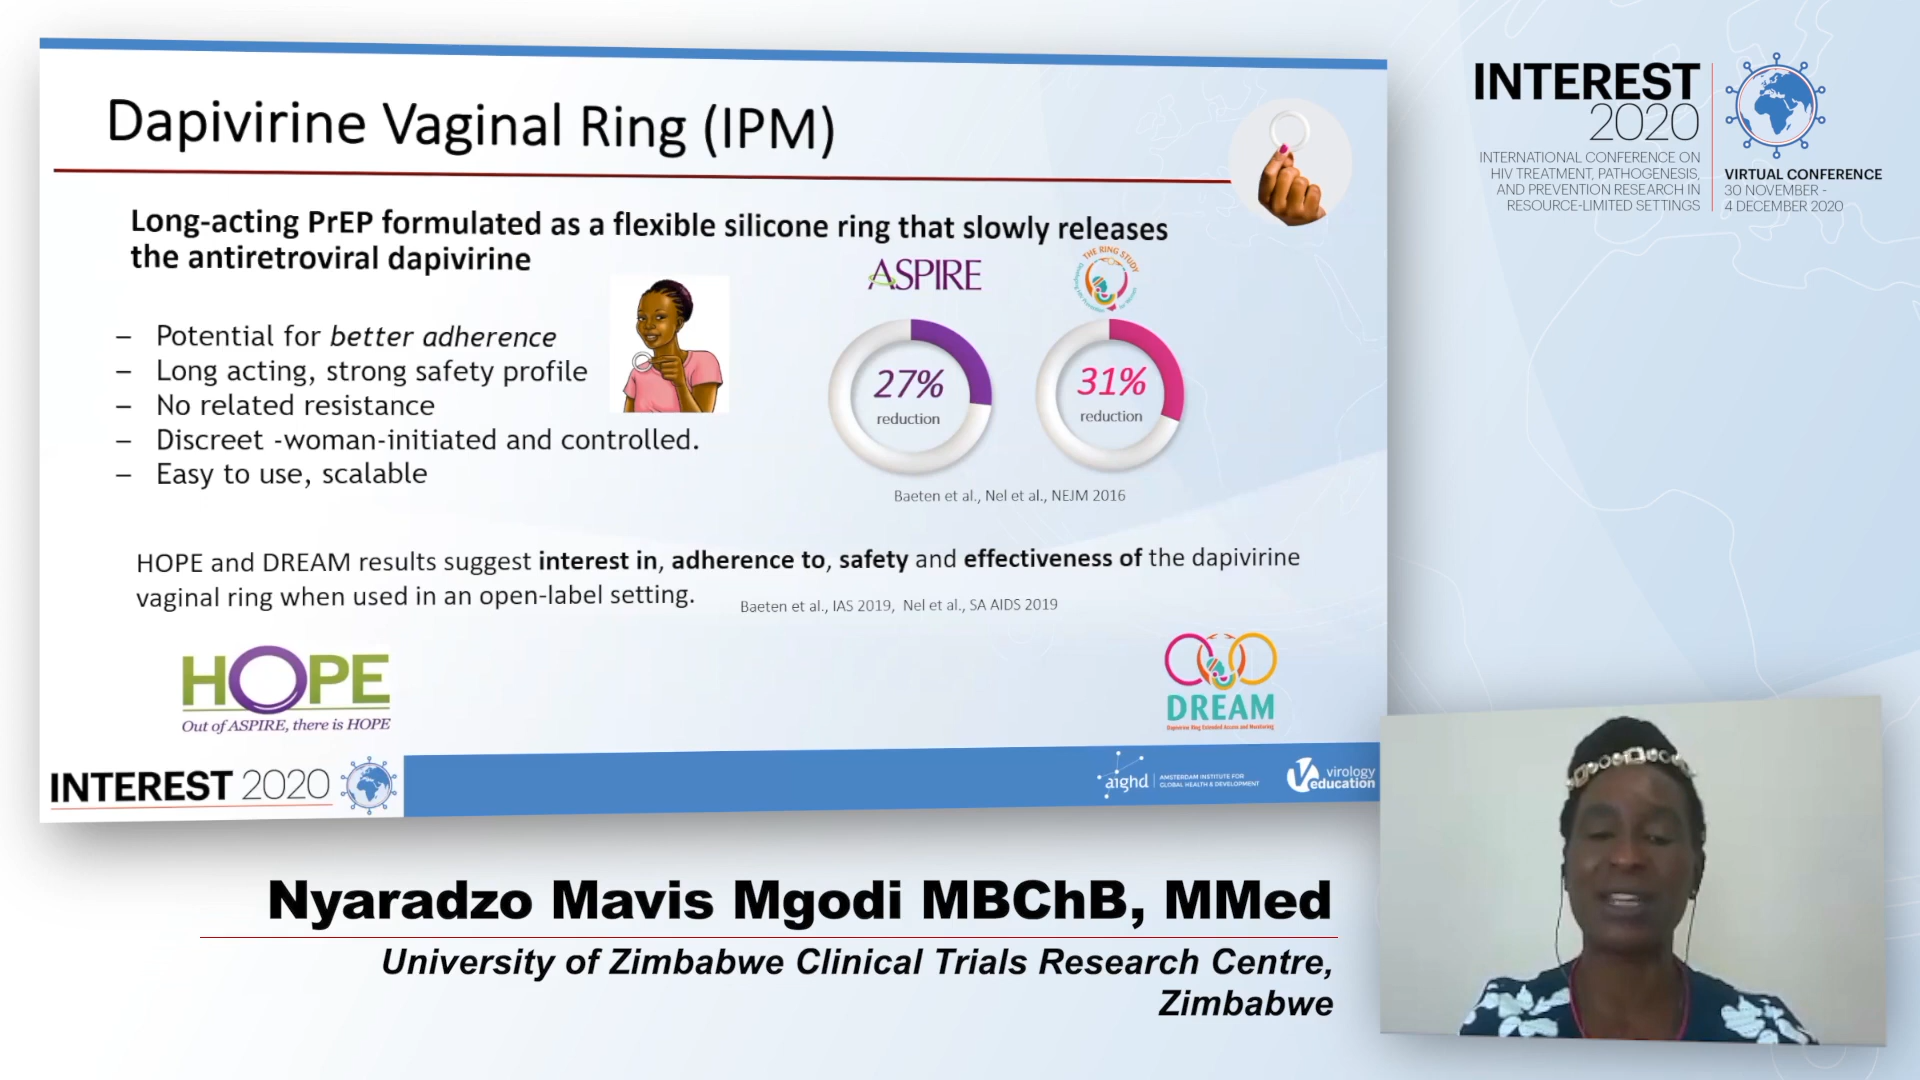 Dapivirine Vaginal Ring (IPM)
Long-acting PrEP formulated as a flexible silicone ring that slowly releases
the antiretroviral dapivirine
– Potential for better adherence
– Long acting, strong safety profile
– No related resistance
– Discreet -woman-initiated and controlled.
– Easy to use, scalable
ASPIRE
THE RING STUDY
27%
reduction
31%
reduction
Baeten et al., Nel et al., NEJM 2016
HOPE and DREAM results suggest interest in, adherence to, safety and effectiveness of the dapivirine
vaginal ring when used in an open-label setting.
Baeten et al., IAS 2019, Nel et al., SA AIDS 2019
HOPE
Out of ASPIRE, there is HOPE
DREAM
Dapivirine Ring Extended Access and Monitoring
INTEREST 2020
aighd
AMSTERDAM INSTITUTE FOR
GLOBAL HEALTH & DEVELOPMENT
virology
education
INTEREST
2020
INTERNATIONAL CONFERENCE ON
HIV TREATMENT, PATHOGENESIS,
AND PREVENTION RESEARCH IN
RESOURCE-LIMITED SETTINGS
VIRTUAL CONFERENCE
30 NOVEMBER -
4 DECEMBER 2020
Nyaradzo Mavis Mgodi MBChB, MMed
University of Zimbabwe Clinical Trials Research Centre,
Zimbabwe